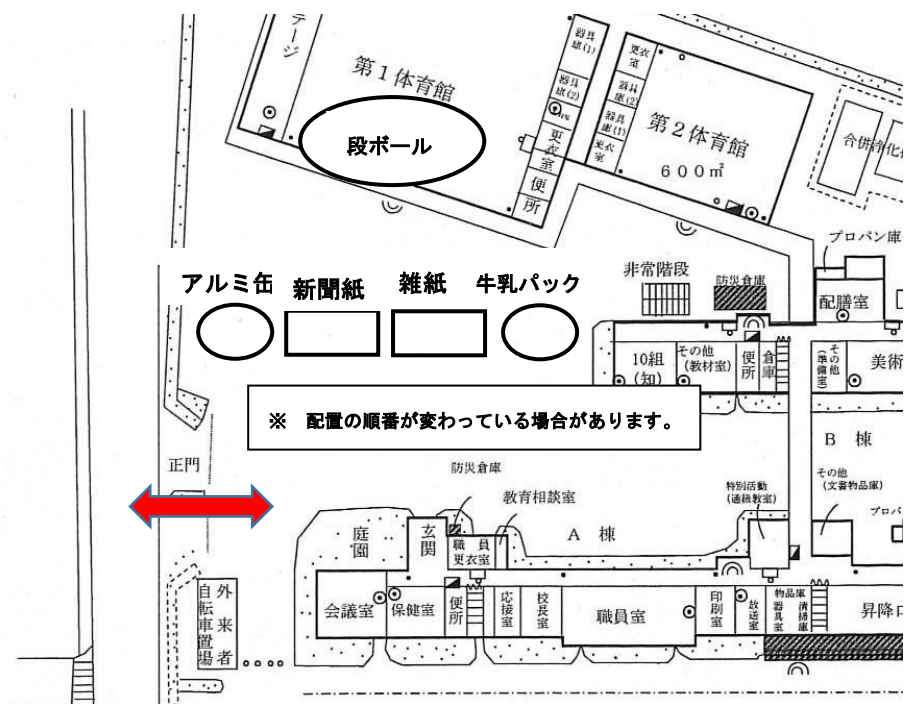 テージ
第1体育館
器具庫(1)
器具庫(2)
更衣室
便所
段ボール
更衣室
器具庫(2)
器具庫(1)
更衣室
第2体育館
600㎡
プロパン庫
配膳室
非常階段
防災倉庫
アルミ缶
新聞紙
雑紙
牛乳パック
10組
(知)
その他
(教材室)
便所
倉庫
その他
(準備室)
美術
※ 配置の順番が変わっている場合があります。
正門
B 棟
その他
(文書物品庫)
プロパ
防災倉庫
教育相談室
特別活動
(通級教室)
庭園
玄関
職員
更衣室
A 棟
会議室
保健室
便所
応接室
校長室
職員室
印刷室
放送室
物品庫
器具室
清掃庫
昇降口
外来者
自転車置場